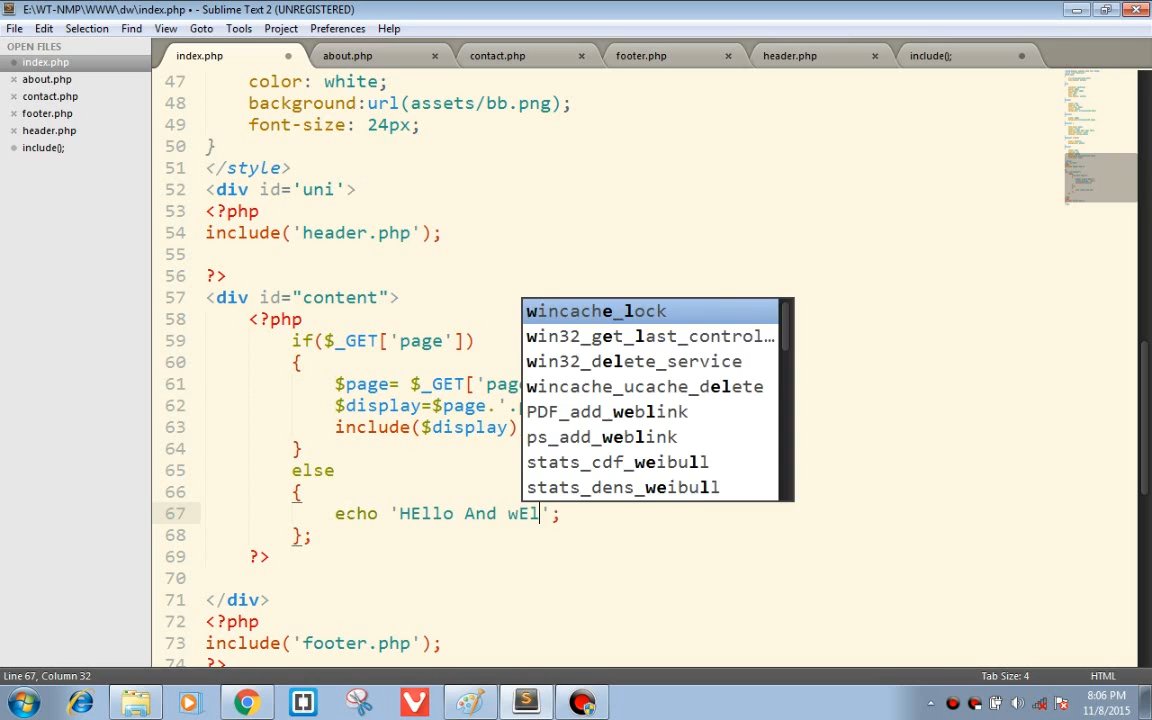 E:\WT-NMP\WWW\dw\index.php • - Sublime Text 2 (UNREGISTERED)
File Edit Selection Find View Goto Tools Project Preferences Help
OPEN FILES
index.php
about.php
contact.php
footer.php
header.php
include();
index.php about.php contact.php footer.php header.php include();
47 color: white;
48 background:url(assets/bb.png);
49 font-size: 24px;
50 }
51 </style>
52 <div id='uni'>
53 <?php
54 include('header.php');
55
56 ?>
57 <div id="content">
58 <?php
59 if($_GET['page'])
60 {
61 $page= $_GET['page
62 $display=$page.'.p
63 include($display)
64 }
65 else
66 {
67 echo 'HEllo And wEl';
68 };
69 ?>
70
71 </div>
72 <?php
73 include('footer.php');
74 ?>
wincache_lock
win32_get_last_control…
win32_delete_service
wincache_ucache_delete
PDF_add_weblink
ps_add_weblink
stats_cdf_weibull
stats_dens_weibull
Line 67, Column 32 Tab Size: 4 HTML
8:06 PM
11/8/2015